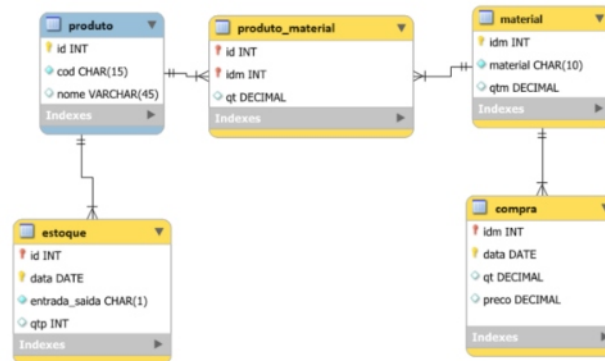 produto
id INT
cod CHAR(15)
nome VARCHAR(45)
Indexes
produto_material
id INT
idm INT
qt DECIMAL
Indexes
material
idm INT
material CHAR(10)
qtm DECIMAL
Indexes
estoque
id INT
data DATE
entrada_saida CHAR(1)
qtp INT
Indexes
compra
idm INT
data DATE
qt DECIMAL
preco DECIMAL
Indexes